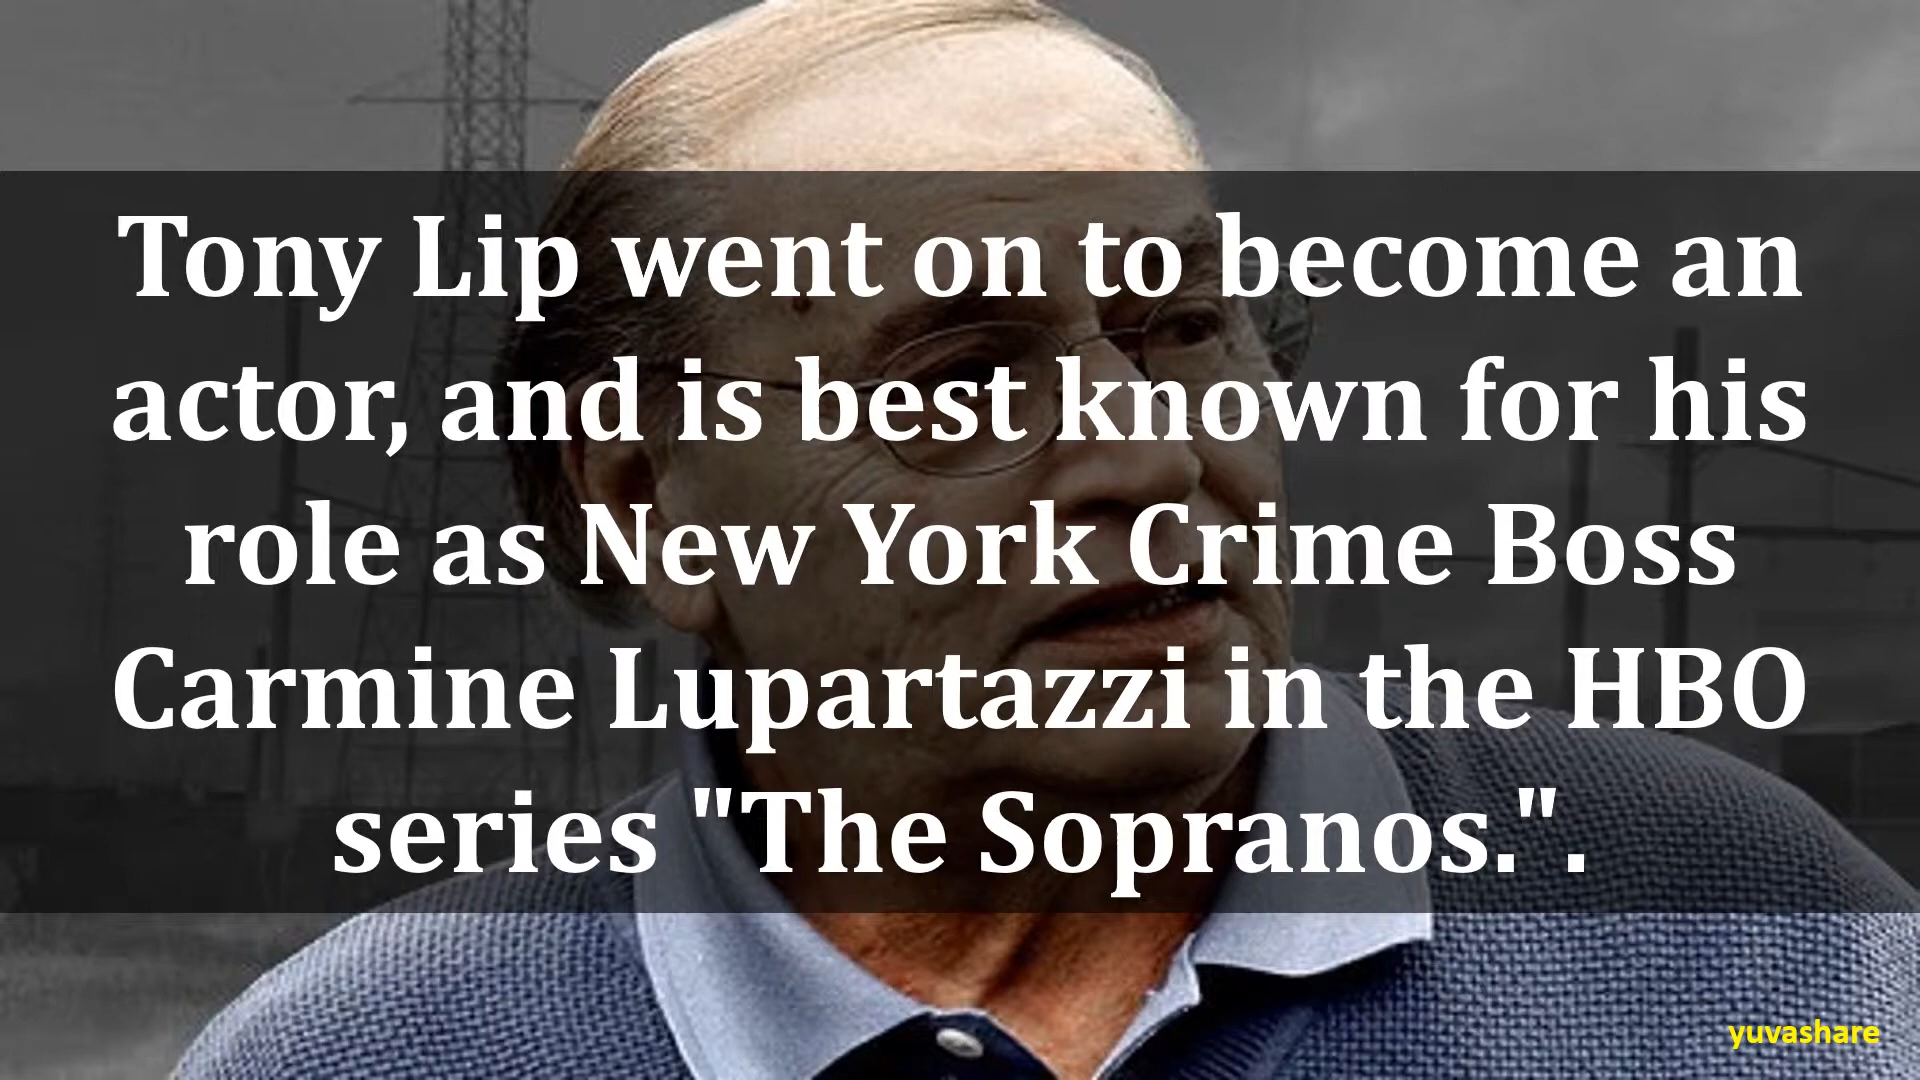 Tony Lip went on to become an
actor, and is best known for his
role as New York Crime Boss
Carmine Lupartazzi in the HBO
series "The Sopranos.".
yuvashare